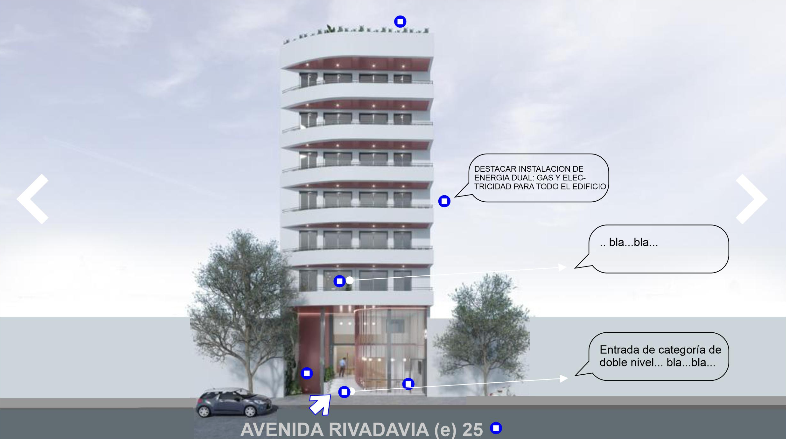 DESTACAR INSTALACION DE
ENERGIA DUAL: GAS Y ELEC-
TRICIDAD PARA TODO EL EDIFICIO
.. bla...bla...
Entrada de categoría de
doble nivel... bla...bla...
AVENIDA RIVADAVIA (e) 25